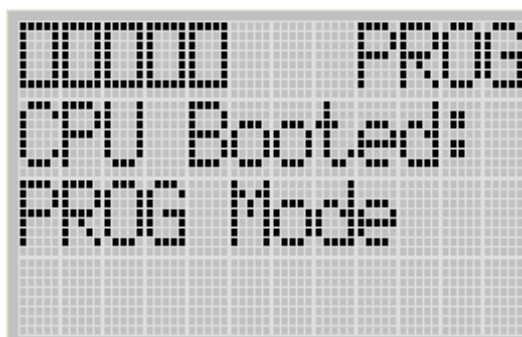 □□□□□ PROG
CPU Booted:
PROG Mode